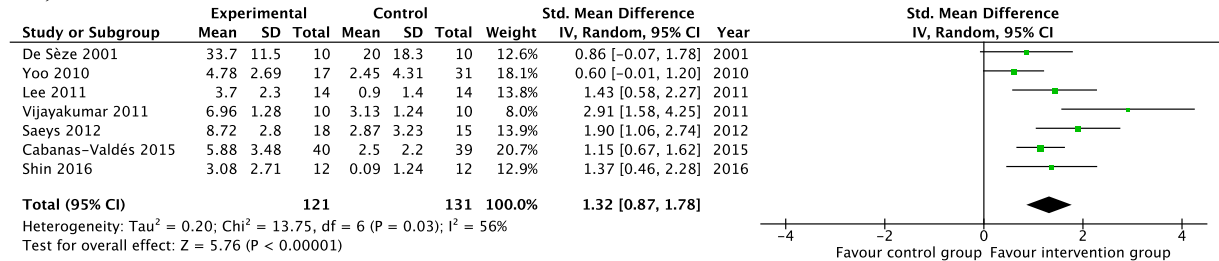 Experimental Control Std. Mean Difference Std. Mean Difference
Study or Subgroup Mean SD Total Mean SD Total Weight IV, Random, 95% CI Year IV, Random, 95% CI
De Sèze 2001 33.7 11.5 10 20 18.3 10 12.6% 0.86 [-0.07, 1.78] 2001
Yoo 2010 4.78 2.69 17 2.45 4.31 31 18.1% 0.60 [-0.01, 1.20] 2010
Lee 2011 3.7 2.3 14 0.9 1.4 14 13.8% 1.43 [0.58, 2.27] 2011
Vijayakumar 2011 6.96 1.28 10 3.13 1.24 10 8.0% 2.91 [1.58, 4.25] 2011
Saeys 2012 8.72 2.8 18 2.87 3.23 15 13.9% 1.90 [1.06, 2.74] 2012
Cabanas-Valdés 2015 5.88 3.48 40 2.5 2.2 39 20.7% 1.15 [0.67, 1.62] 2015
Shin 2016 3.08 2.71 12 0.09 1.24 12 12.9% 1.37 [0.46, 2.28] 2016
Total (95% CI) 121 131 100.0% 1.32 [0.87, 1.78]
Heterogeneity: Tau² = 0.20; Chi² = 13.75, df = 6 (P = 0.03); I² = 56%
Test for overall effect: Z = 5.76 (P < 0.00001)
-4 -2 0 2 4
Favour control group Favour intervention group